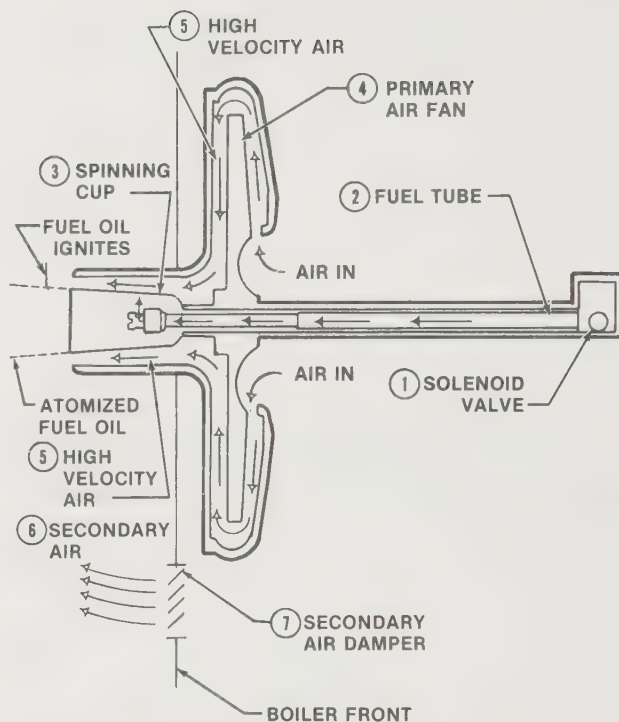 5 HIGH
VELOCITY AIR
4 PRIMARY
AIR FAN
3 SPINNING
CUP
2 FUEL TUBE
FUEL OIL
IGNITES
AIR IN
AIR IN
1 SOLENOID
VALVE
ATOMIZED
FUEL OIL
5 HIGH
VELOCITY
AIR
6 SECONDARY
AIR
7 SECONDARY
AIR DAMPER
BOILER FRONT